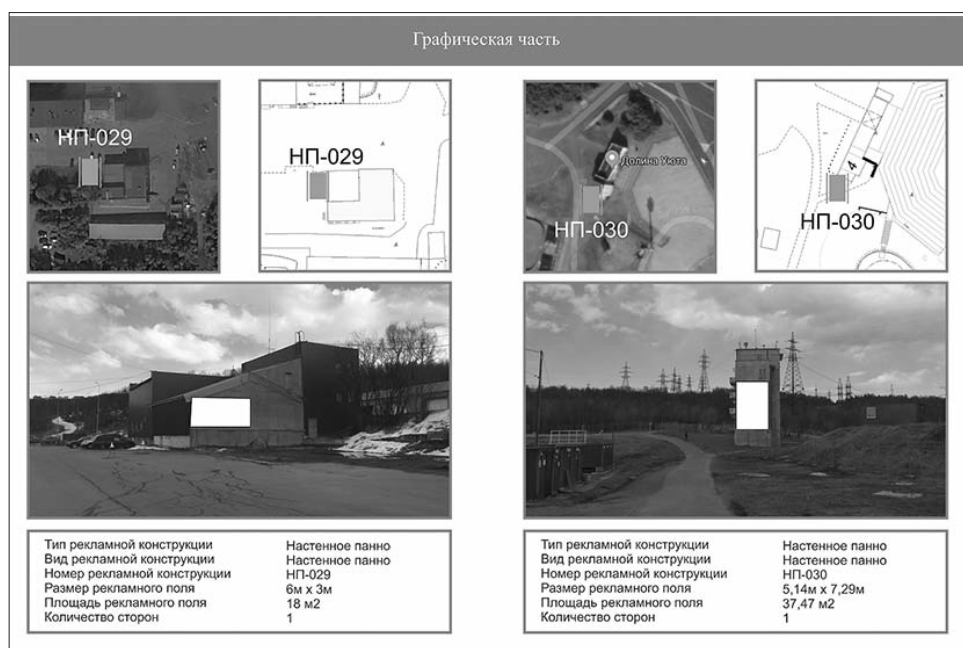 Графическая часть
НП-029
НП-029
Долина Уюта
НП-030
4
НП-030
Тип рекламной конструкции Настенное панно
Вид рекламной конструкции Настенное панно
Номер рекламной конструкции НП-029
Размер рекламного поля 6м х 3м
Площадь рекламного поля 18 м2
Количество сторон 1
Тип рекламной конструкции Настенное панно
Вид рекламной конструкции Настенное панно
Номер рекламной конструкции НП-030
Размер рекламного поля 5,14м х 7,29м
Площадь рекламного поля 37,47 м2
Количество сторон 1